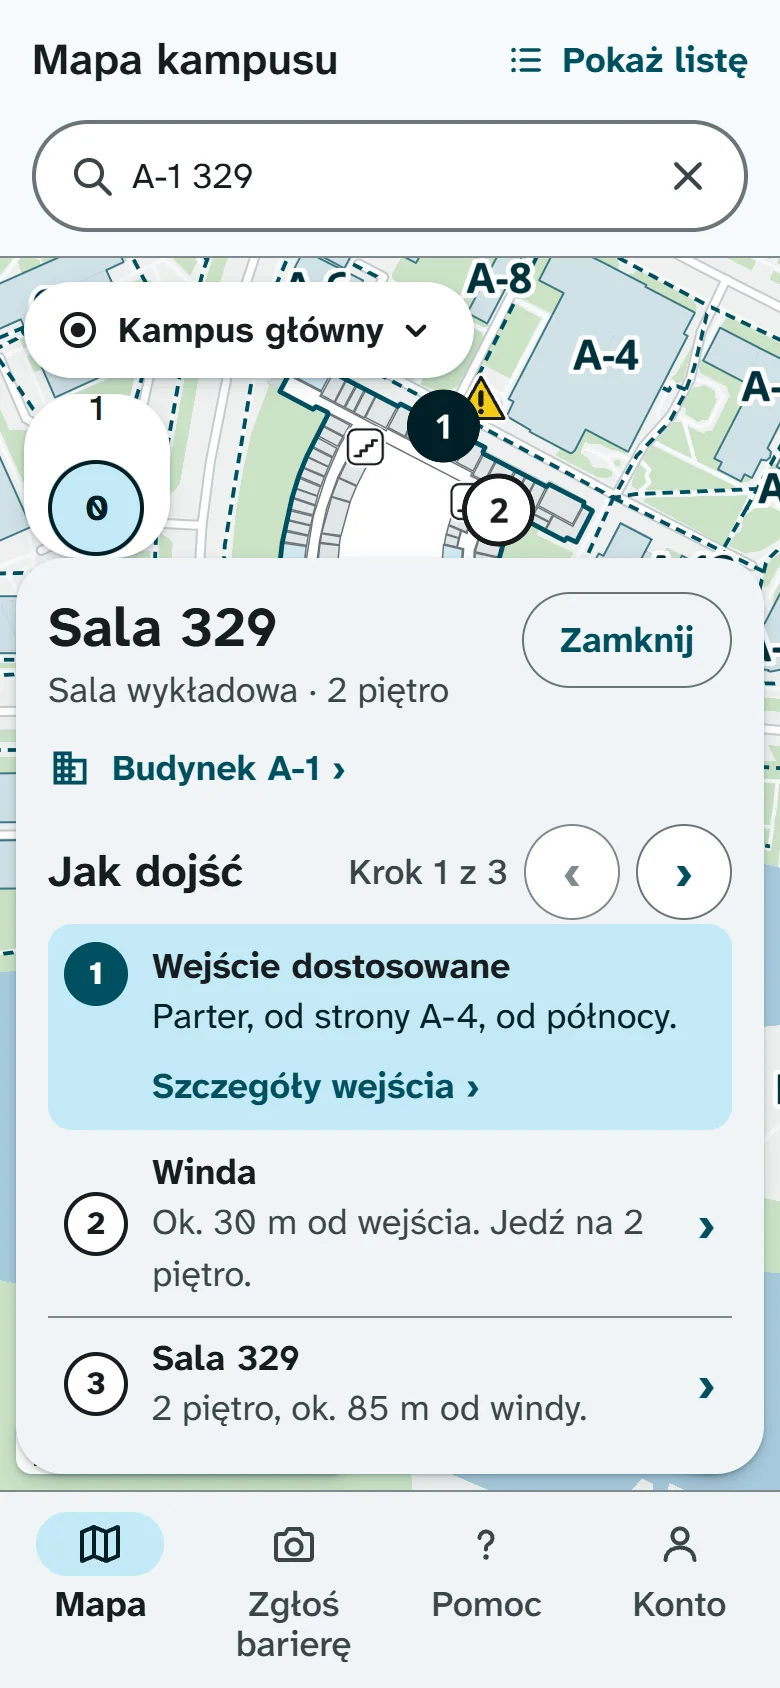 Mapa kampusu
Pokaż listę
A-1 329
A-8
Kampus główny
A-4
1
1
2
0
Sala 329
Zamknij
Sala wykładowa · 2 piętro
Budynek A-1 ›
Jak dojść
Krok 1 z 3
‹ ›
1
Wejście dostosowane
Parter, od strony A-4, od północy.
Szczegóły wejścia ›
2
Winda
Ok. 30 m od wejścia. Jedź na 2
piętro.
›
3
Sala 329
2 piętro, ok. 85 m od windy.
›
Mapa
Zgłoś
barierę
Pomoc
Konto